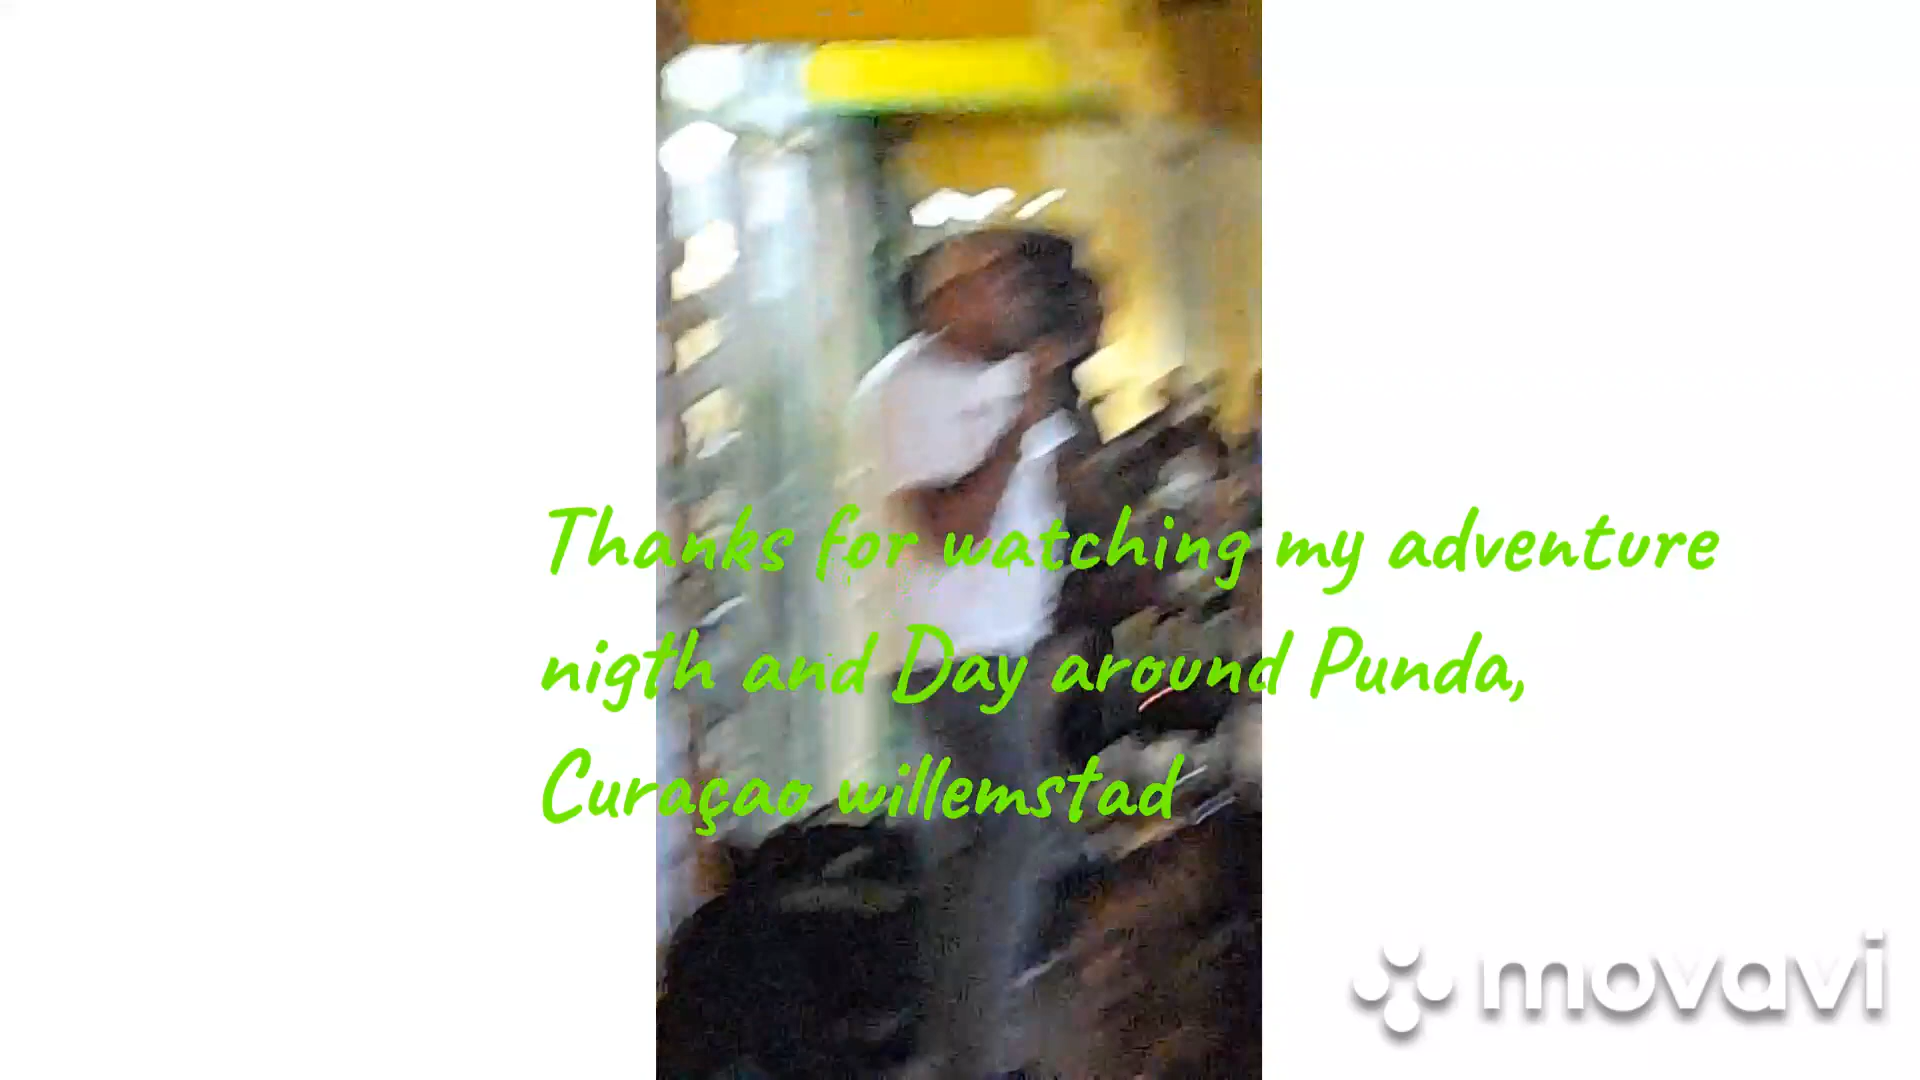 Thanks for watching my adventure
nigth and Day around Punda,
Curaçao willemstad
movavi